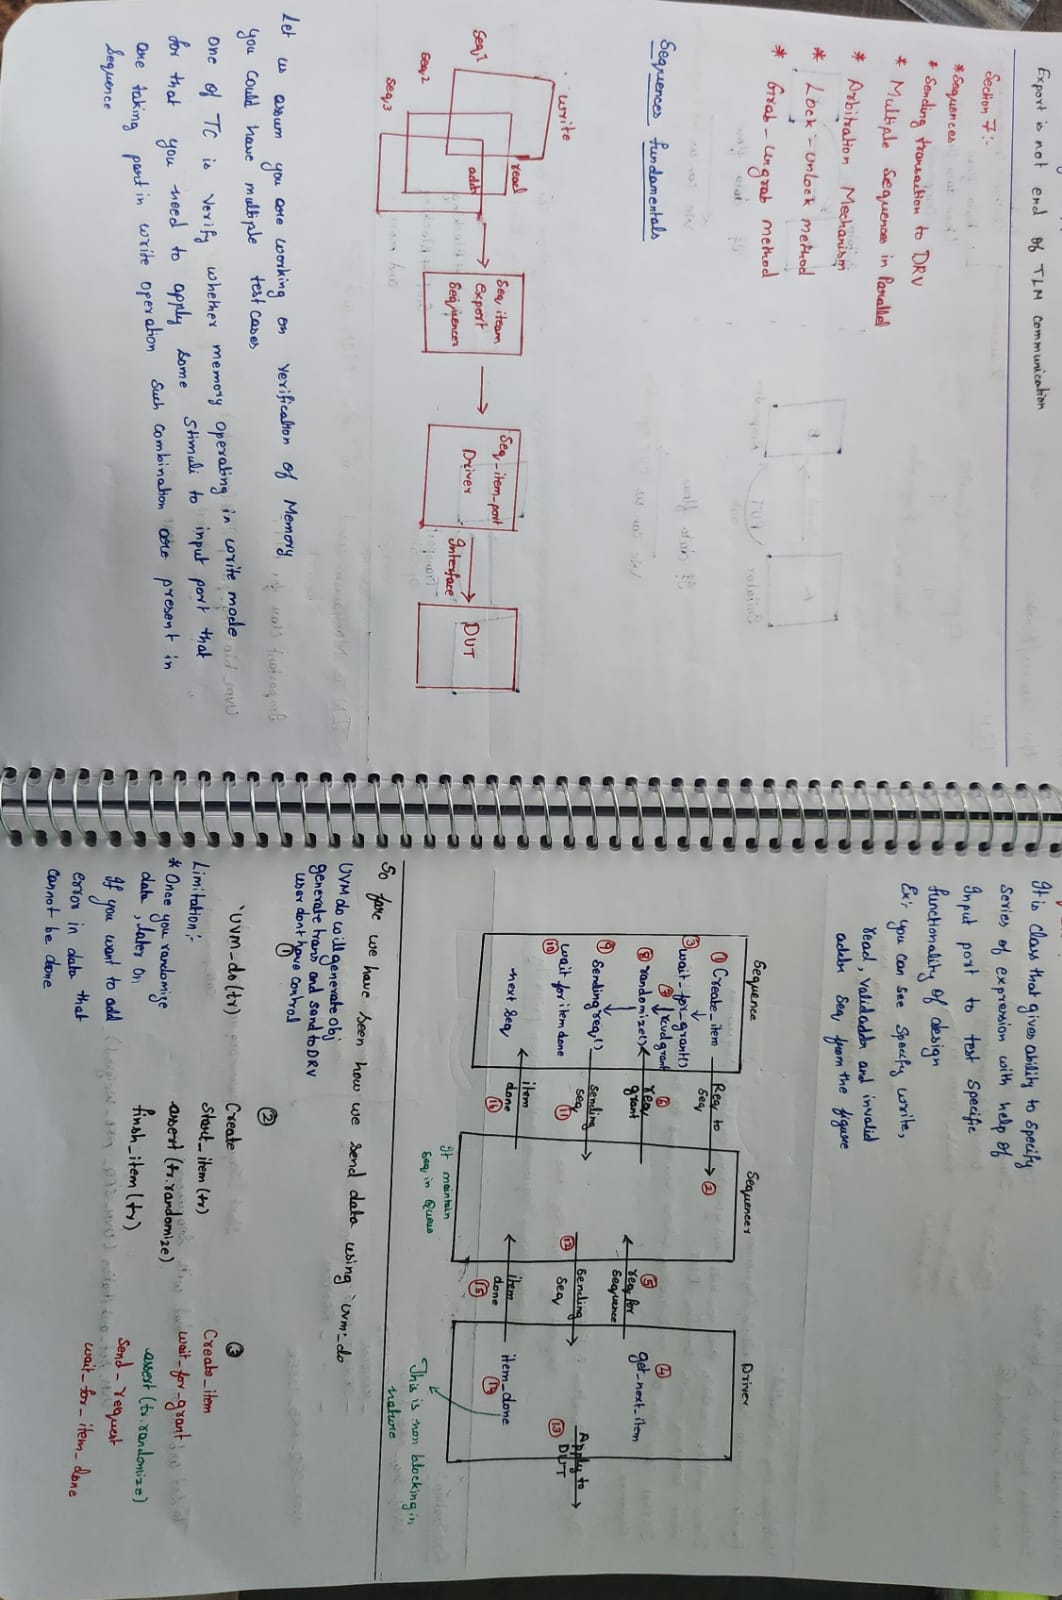 Export is not end of TLM communication
Section 7:-
* Sequences
* Sending transaction to DRV
* Multiple Sequence in Parallel
* Arbitration Mechanism
* Lock - unlock method
* Grab - ungrab method
Sequences fundamentals
write
Seq1
read
Seq2
addr
Seq3
Seq iteam
export
Sequencer
Seq_item_port
Driver
Interface
DUT
Let us assum you are working on verification of Memory
you could have multiple test cases
one of TC is verify whether memory operating in write mode
for that you need to apply some stimuli to input port that
are taking part in write operation such combination are present in
Sequence
It is class that gives ability to specify
series of expression with help of
Input port to test specific
functionality of design
Ex: you can see specify write,
read, valid addr and invalid
addr seq from the figure
Sequence
Sequencer
Driver
① Create_item
Req to
seq
②
③ wait_for_grant()
④
get_next_item
⑤
req for
sequence
⑥
req
grant
⑦ rcvd grant
⑧ randomize()
⑨ Sending req()
⑩ wait for item done
sending
seq
⑪
⑫
Sending
seq
Apply to
⑬ DUT
item_done
⑭
item
done
⑮
item
done
⑯
next seq
It maintain
seq in Queue
This is non blocking in
nature
So fare we have seen how we send data using `uvm_do
UVM do will generate obj
generate trans and send to DRV
user dont have control
①
`uvm_do(tr)
Limitation:-
* Once you randomize
data, later on
If you want to add
error in data that
cannot be done
②
Create
Start_item(tr)
assert(tr.randomize)
finsh_item(tr)
③
Create_item
wait_for_grant
assert(tr.randomize)
Send_request
wait_for_item_done